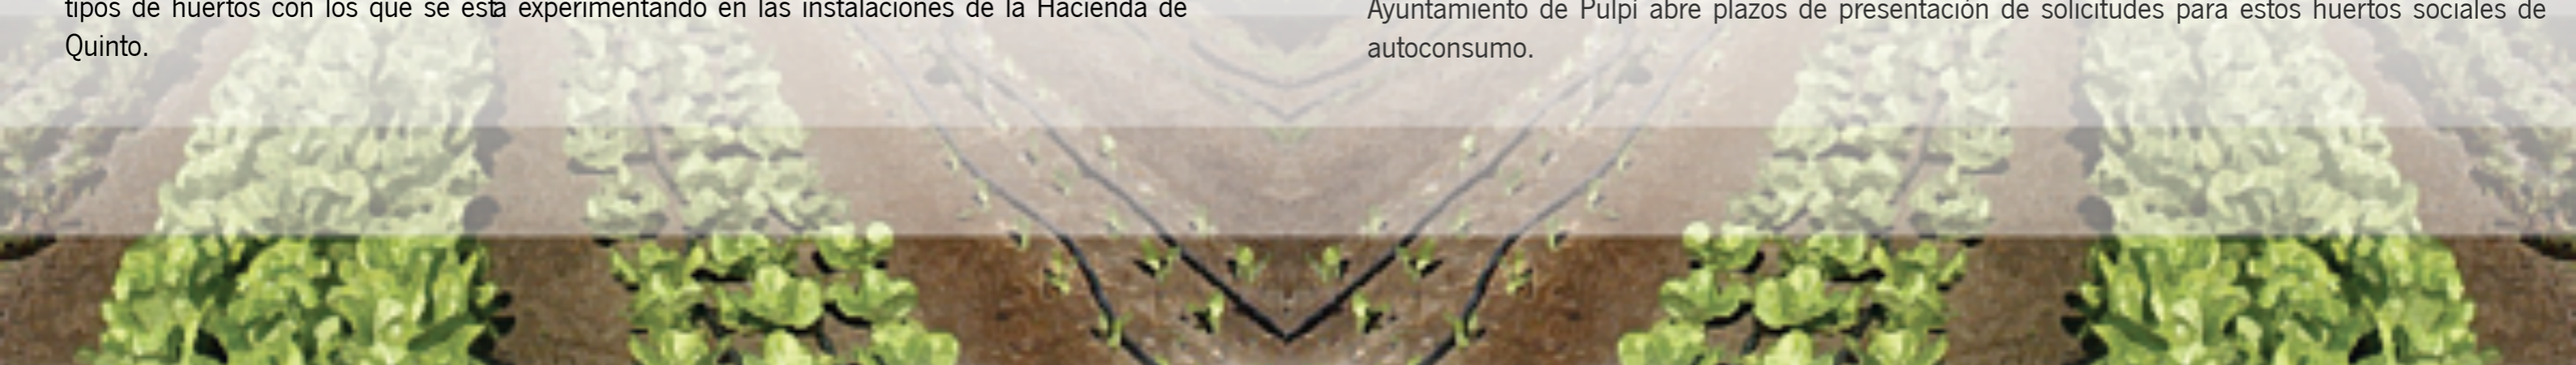 tipos de huertos con los que se está experimentando en las instalaciones de la Hacienda de
Quinto.
Ayuntamiento de Pulpí abre plazos de presentación de solicitudes para estos huertos sociales de
autoconsumo.